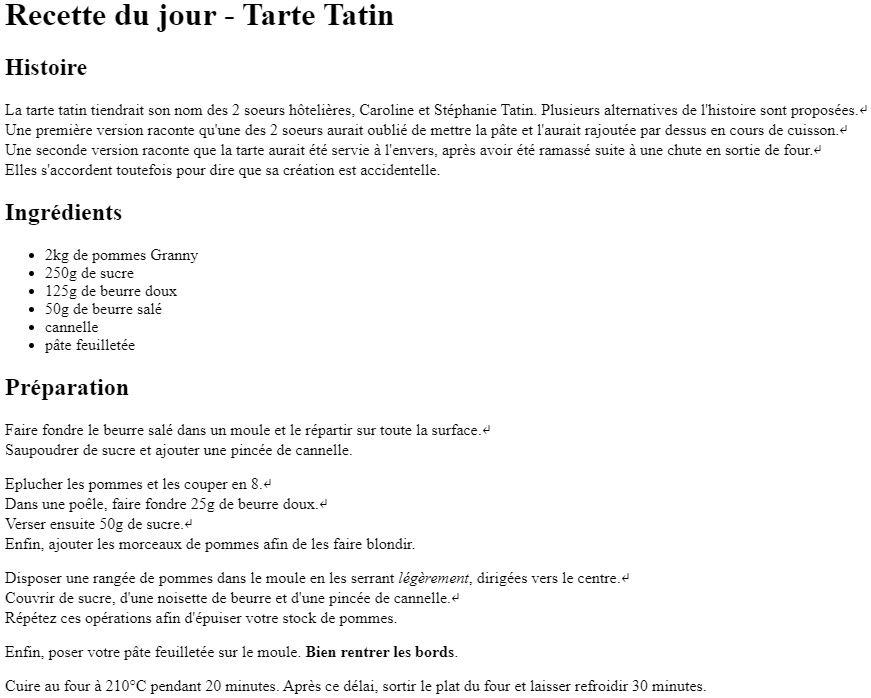 Recette du jour - Tarte Tatin
Histoire
La tarte tatin tiendrait son nom des 2 soeurs hôtelières, Caroline et Stéphanie Tatin. Plusieurs alternatives de l'histoire sont proposées.↵
Une première version raconte qu'une des 2 soeurs aurait oublié de mettre la pâte et l'aurait rajoutée par dessus en cours de cuisson.↵
Une seconde version raconte que la tarte aurait été servie à l'envers, après avoir été ramassé suite à une chute en sortie de four.↵
Elles s'accordent toutefois pour dire que sa création est accidentelle.
Ingrédients
• 2kg de pommes Granny
• 250g de sucre
• 125g de beurre doux
• 50g de beurre salé
• cannelle
• pâte feuilletée
Préparation
Faire fondre le beurre salé dans un moule et le répartir sur toute la surface.↵
Saupoudrer de sucre et ajouter une pincée de cannelle.
Eplucher les pommes et les couper en 8.↵
Dans une poêle, faire fondre 25g de beurre doux.↵
Verser ensuite 50g de sucre.↵
Enfin, ajouter les morceaux de pommes afin de les faire blondir.
Disposer une rangée de pommes dans le moule en les serrant légèrement, dirigées vers le centre.↵
Couvrir de sucre, d'une noisette de beurre et d'une pincée de cannelle.↵
Répétez ces opérations afin d'épuiser votre stock de pommes.
Enfin, poser votre pâte feuilletée sur le moule. Bien rentrer les bords.
Cuire au four à 210°C pendant 20 minutes. Après ce délai, sortir le plat du four et laisser refroidir 30 minutes.